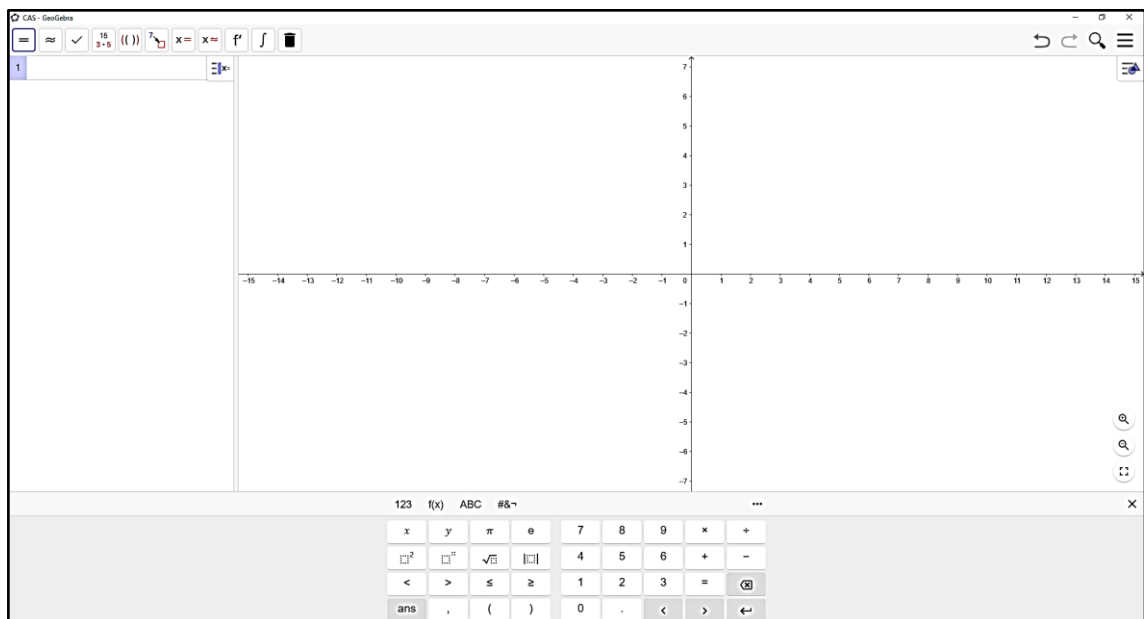 CAS - GeoGebra
= ≈ ✓ 15 3·5 (( )) 7 x= x≈ f′ ∫
1 x=
7
6
5
4
3
2
1
−15 −14 −13 −12 −11 −10 −9 −8 −7 −6 −5 −4 −3 −2 −1 0 1 2 3 4 5 6 7 8 9 10 11 12 13 14 15
−1
−2
−3
−4
−5
−6
−7
123 f(x) ABC #&¬ •••
x y π e 7 8 9 × ÷
□² □^□ √□ |□| 4 5 6 + −
< > ≤ ≥ 1 2 3 =
ans , ( ) 0 . < >